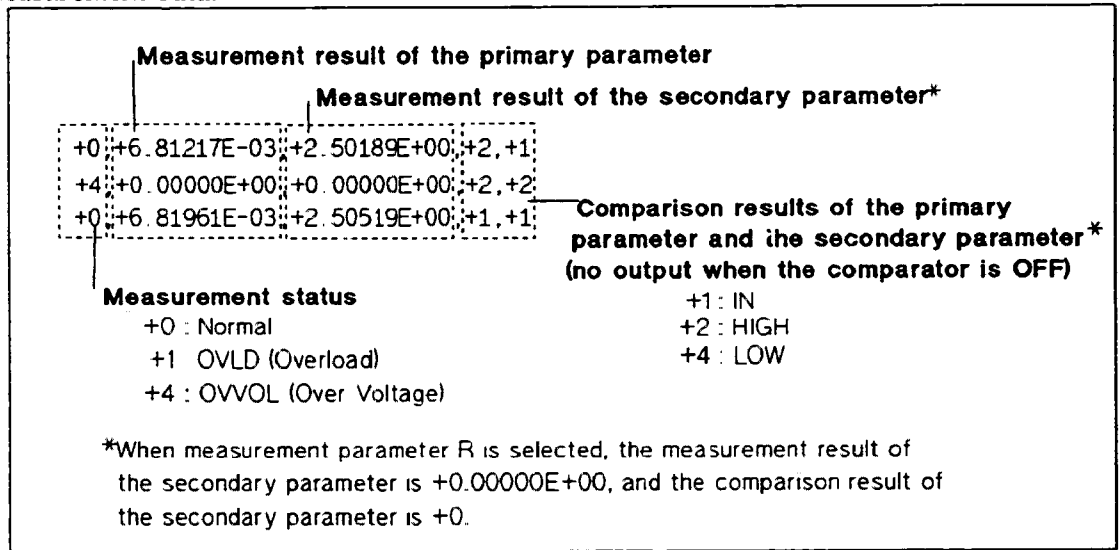 Measurement result of the primary parameter
Measurement result of the secondary parameter*
+0,+6.81217E-03,+2.50189E+00,+2,+1
+4,+0.00000E+00,+0.00000E+00,+2,+2
+0,+6.81961E-03,+2.50519E+00,+1,+1
Comparison results of the primary
parameter and the secondary parameter*
(no output when the comparator is OFF)
+1 : IN
+2 : HIGH
+4 : LOW
Measurement status
+0 : Normal
+1 OVLD (Overload)
+4 : OVVOL (Over Voltage)
*When measurement parameter R is selected, the measurement result of
the secondary parameter is +0.00000E+00, and the comparison result of
the secondary parameter is +0.